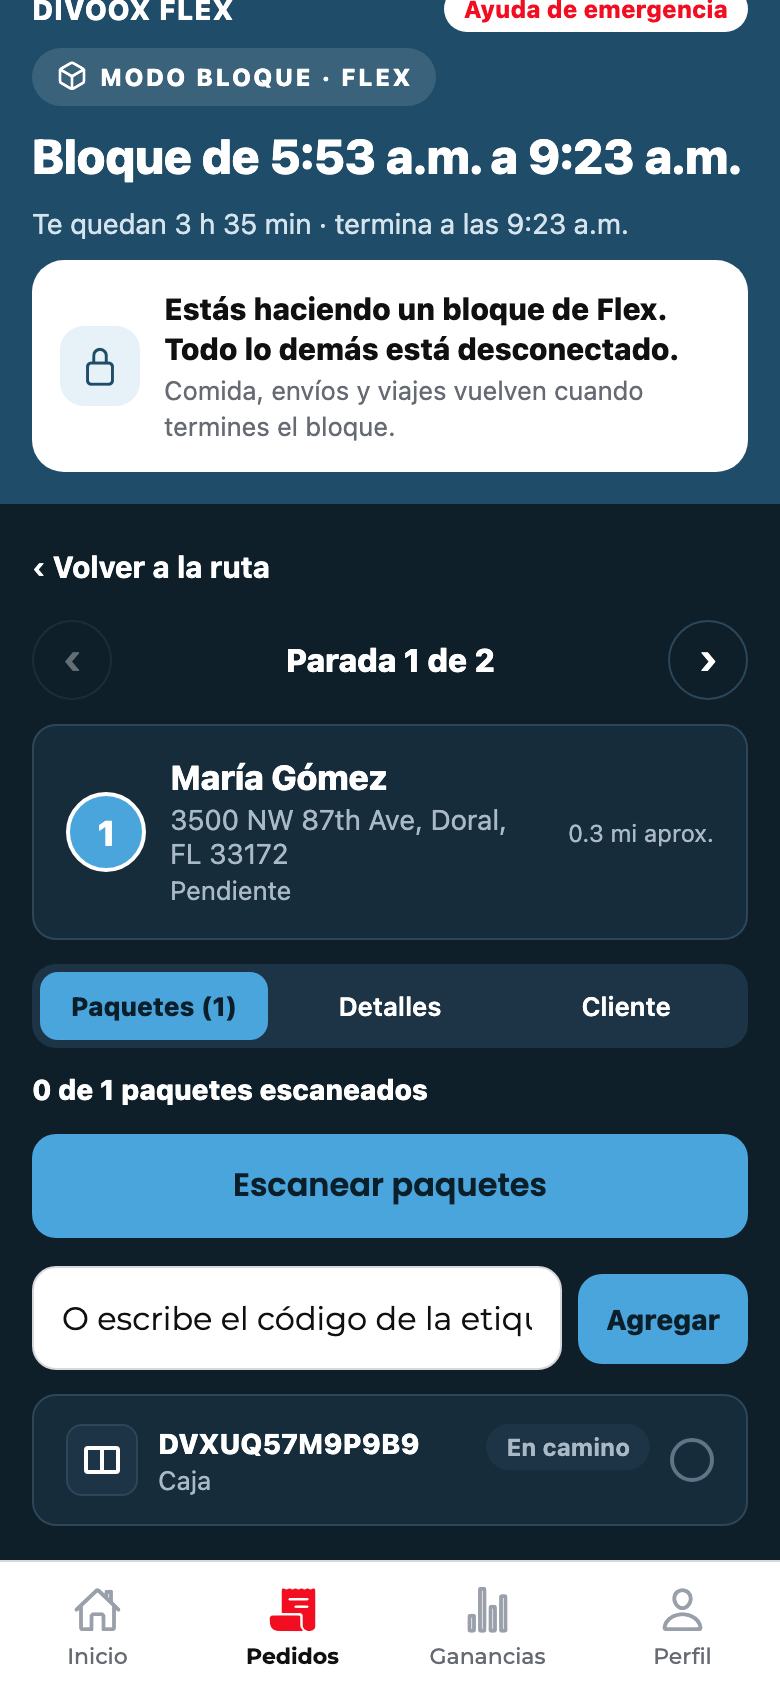 DIVOOX FLEX
Ayuda de emergencia
MODO BLOQUE · FLEX
Bloque de 5:53 a.m. a 9:23 a.m.
Te quedan 3 h 35 min · termina a las 9:23 a.m.
Estás haciendo un bloque de Flex.
Todo lo demás está desconectado.
Comida, envíos y viajes vuelven cuando
termines el bloque.
‹ Volver a la ruta
‹
Parada 1 de 2
›
1
María Gómez
3500 NW 87th Ave, Doral,
FL 33172
Pendiente
0.3 mi aprox.
Paquetes (1)
Detalles
Cliente
0 de 1 paquetes escaneados
Escanear paquetes
O escribe el código de la etiqu
Agregar
DVXUQ57M9P9B9
Caja
En camino
Inicio
Pedidos
Ganancias
Perfil